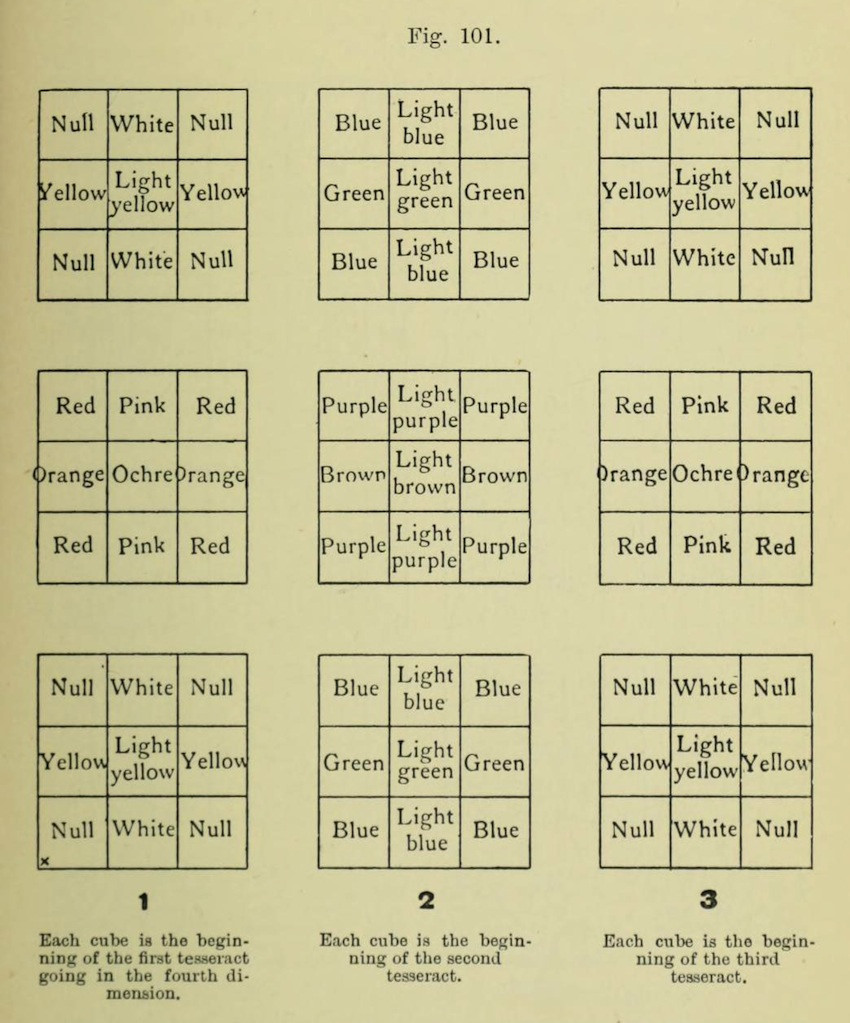 Fig. 101.
Null White Null
Yellow Light yellow Yellow
Null White Null
Blue Light blue Blue
Green Light green Green
Blue Light blue Blue
Null White Null
Yellow Light yellow Yellow
Null White Null
Red Pink Red
Orange Ochre Orange
Red Pink Red
Purple Light purple Purple
Brown Light brown Brown
Purple Light purple Purple
Red Pink Red
Orange Ochre Orange
Red Pink Red
Null White Null
Yellow Light yellow Yellow
Null White Null
x
Blue Light blue Blue
Green Light green Green
Blue Light blue Blue
Null White Null
Yellow Light yellow Yellow
Null White Null
1
Each cube is the begin-
ning of the first tesseract
going in the fourth di-
mension.
2
Each cube is the begin-
ning of the second
tesseract.
3
Each cube is the begin-
ning of the third
tesseract.